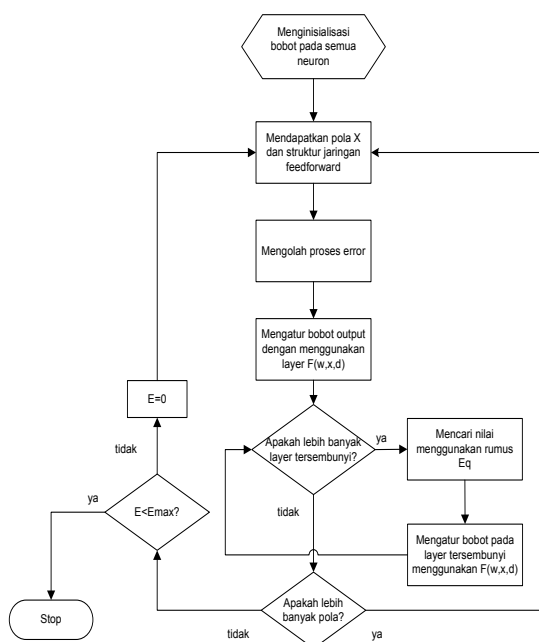 Menginisialisasi
bobot pada semua
neuron
Mendapatkan pola X
dan struktur jaringan
feedforward
Mengolah proses error
Mengatur bobot output
dengan menggunakan
layer F(w,x,d)
E=0
Apakah lebih banyak
layer tersembunyi?
ya
Mencari nilai
menggunakan rumus
Eq
tidak
ya
E<Emax?
tidak
Mengatur bobot pada
layer tersembunyi
menggunakan F(w,x,d)
Stop
Apakah lebih
banyak pola?
tidak
ya